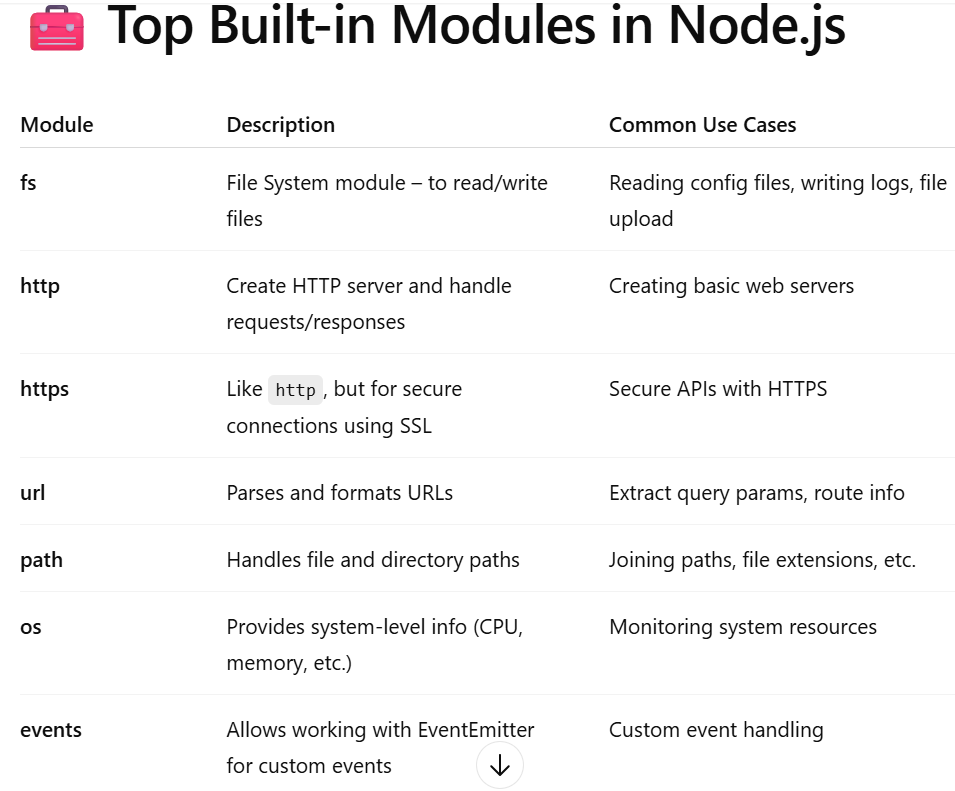 Top Built-in Modules in Node.js
Module Description Common Use Cases
fs File System module – to read/write Reading config files, writing logs, file
files upload
http Create HTTP server and handle Creating basic web servers
requests/responses
https Like http, but for secure Secure APIs with HTTPS
connections using SSL
url Parses and formats URLs Extract query params, route info
path Handles file and directory paths Joining paths, file extensions, etc.
os Provides system-level info (CPU, Monitoring system resources
memory, etc.)
events Allows working with EventEmitter Custom event handling
for custom events